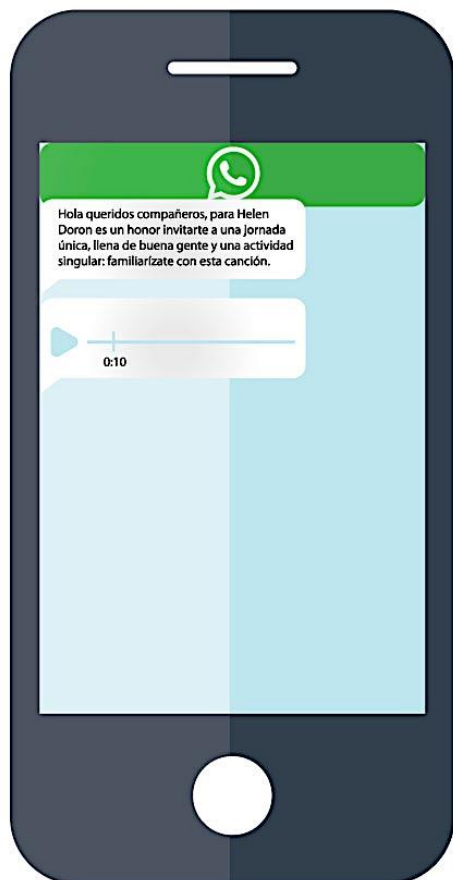 Hola queridos compañeros, para Helen
Doron es un honor invitarte a una jornada
única, llena de buena gente y una actividad
singular: familiarízate con esta canción.
0:10